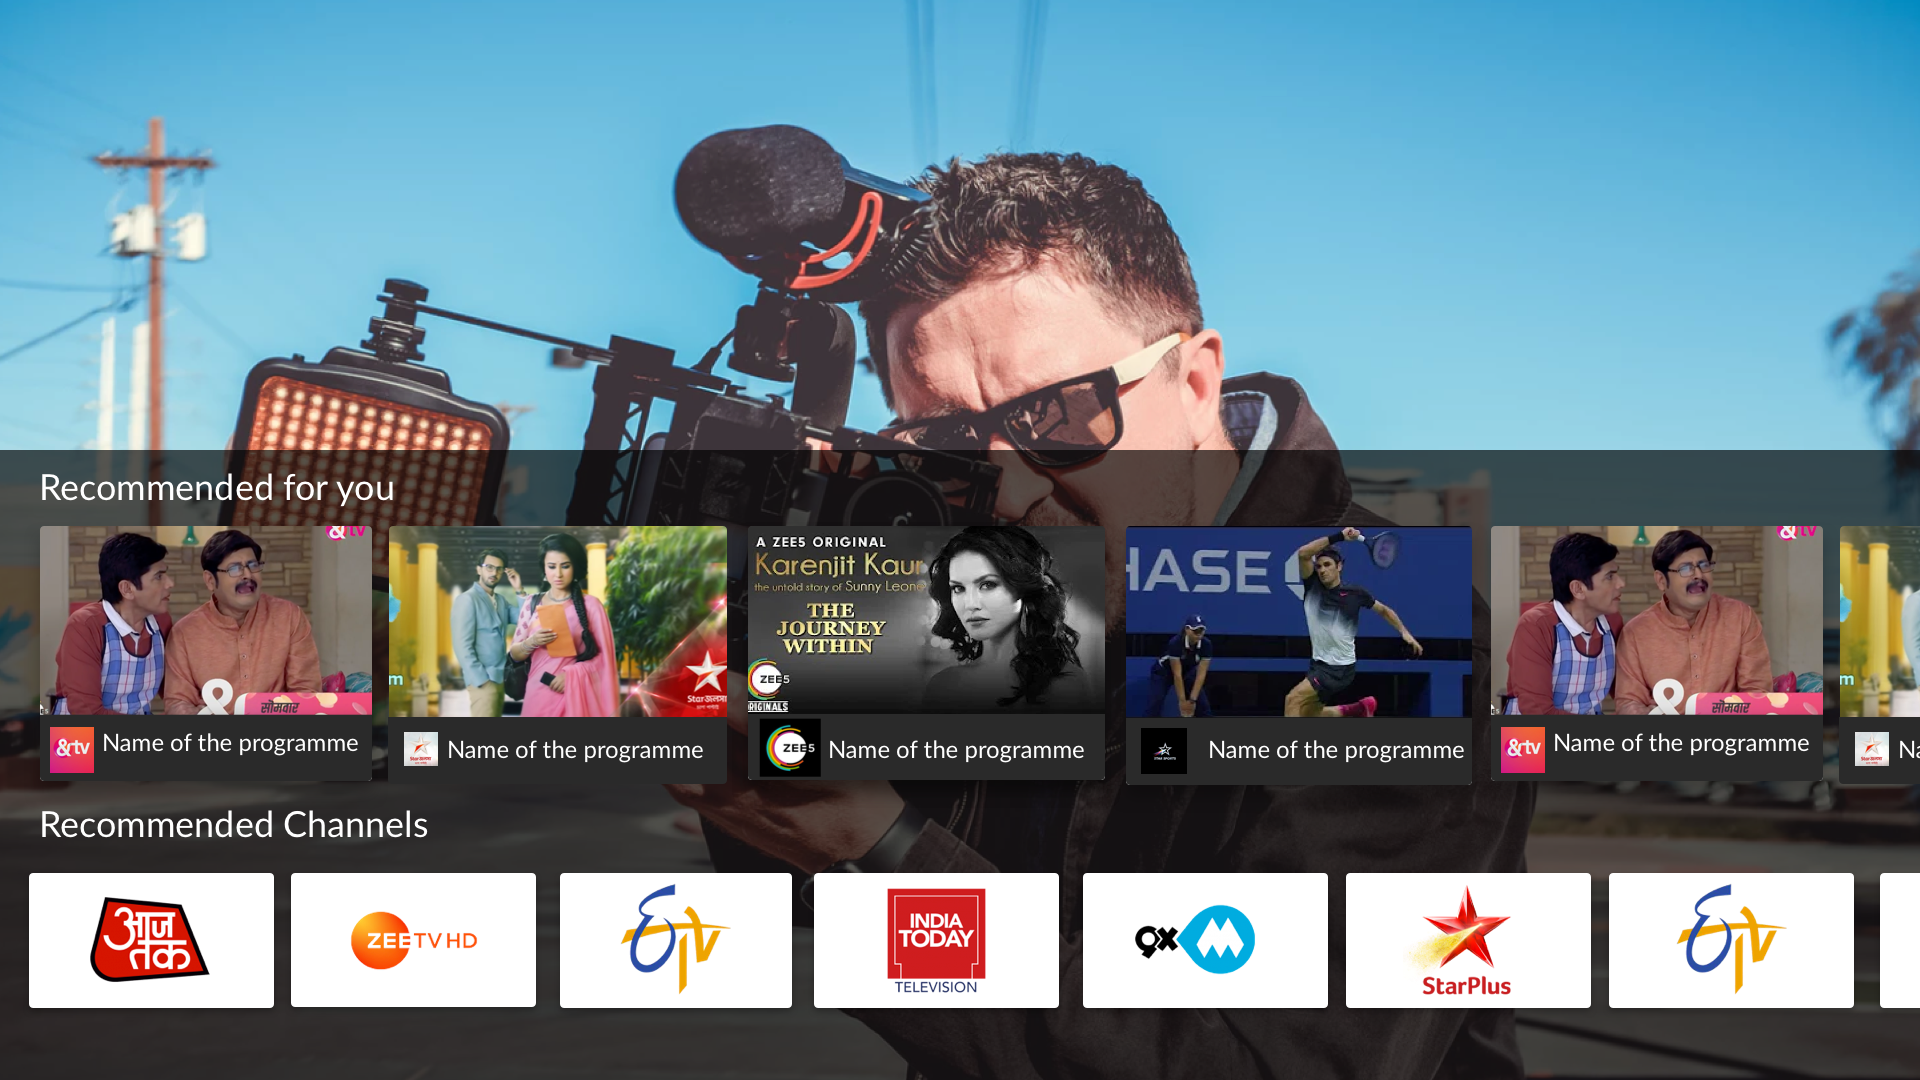 Recommended for you
&tv
& सोमवार
&tv Name of the programme
m
Star जलसा
Name of the programme
A ZEE5 ORIGINAL
Karenjit Kaur
the untold story of Sunny Leone
THE
JOURNEY
WITHIN
ZEE5
RIGINALS
ZEE5 Name of the programme
HASE
STAR SPORTS Name of the programme
&tv
& सोमवार
&tv Name of the programme
m
Na
Recommended Channels
आज
तक
ZEE TV HD
ETV
INDIA
TODAY
TELEVISION
9X M
StarPlus
ETV